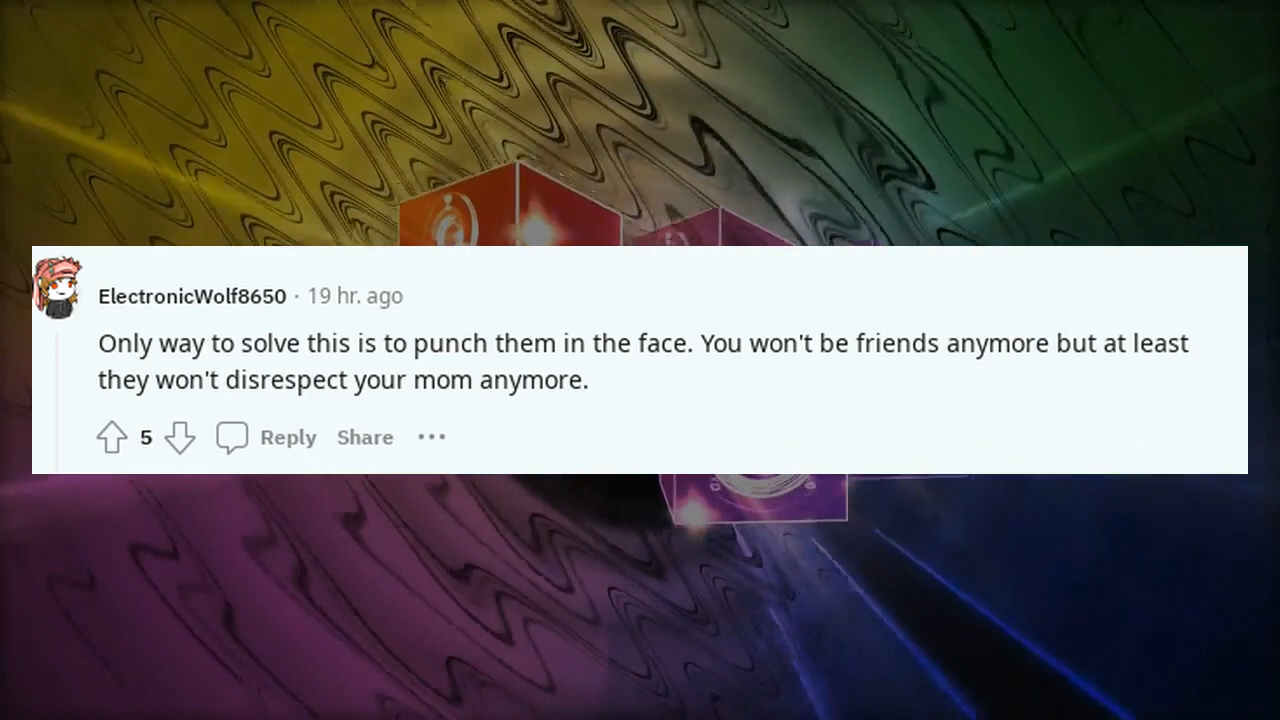 ElectronicWolf8650 · 19 hr. ago
Only way to solve this is to punch them in the face. You won't be friends anymore but at least
they won't disrespect your mom anymore.
5 Reply Share ···